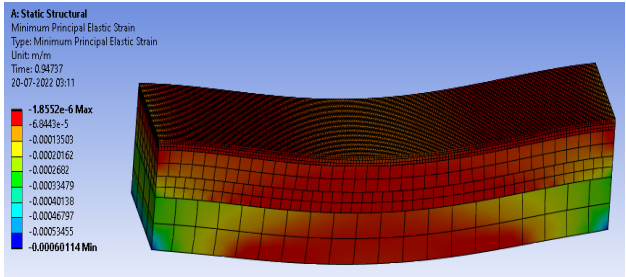 A: Static Structural
Minimum Principal Elastic Strain
Type: Minimum Principal Elastic Strain
Unit: m/m
Time: 0.94737
20-07-2022 03:11
-1.8552e-6 Max
-6.8443e-5
-0.00013503
-0.00020162
-0.0002682
-0.00033479
-0.00040138
-0.00046797
-0.00053455
-0.00060114 Min